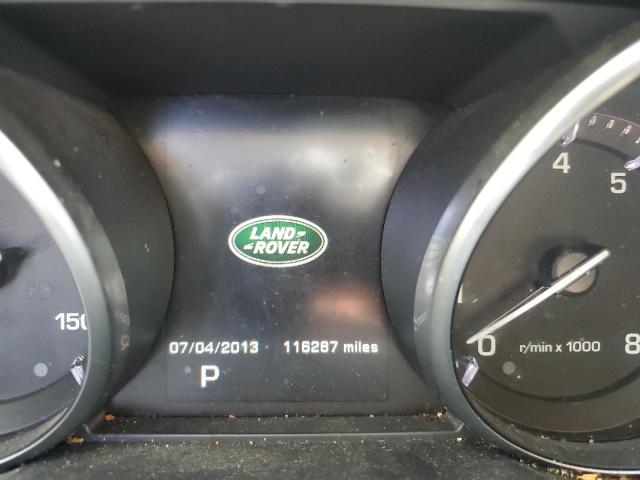 4
5
LAND-
-ROVER
150
07/04/2013 116287 miles
0 r/min x 1000 8
P